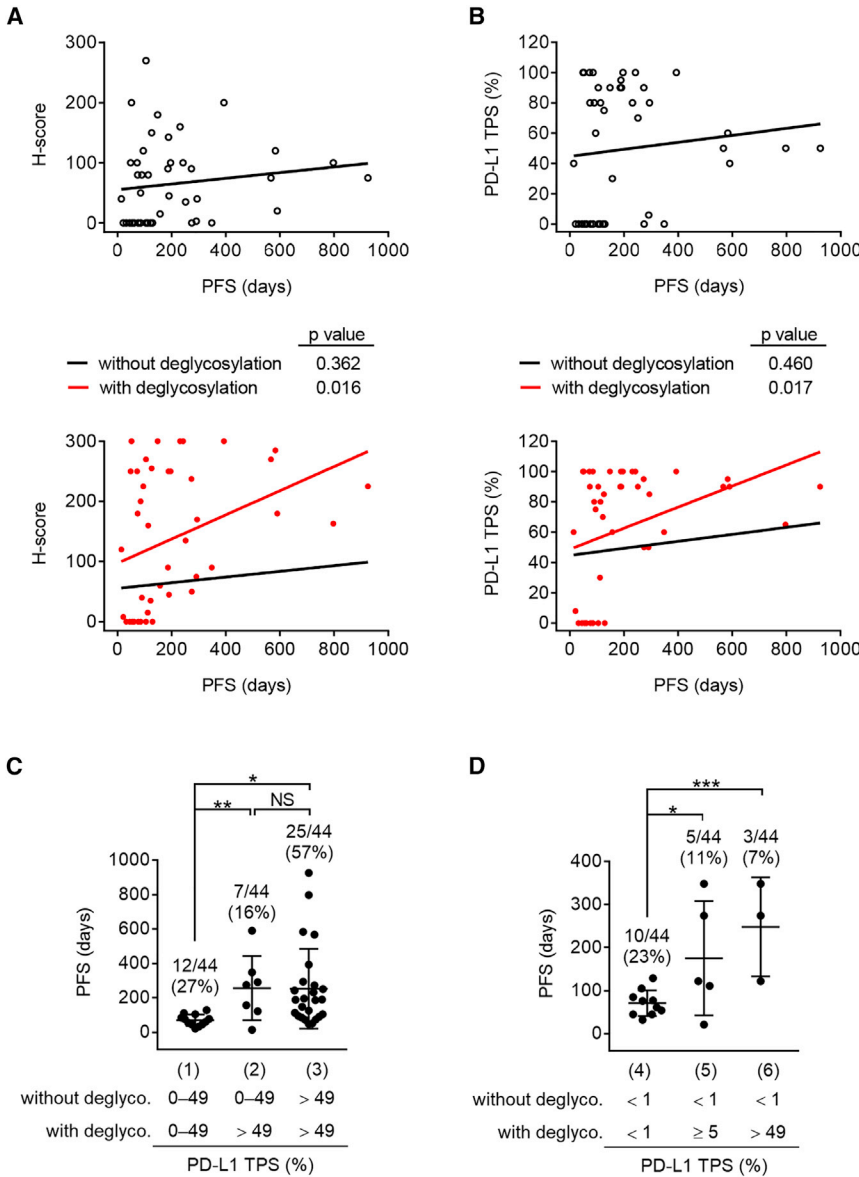 A
300
200
100
0
H-score
0 200 400 600 800 1000
PFS (days)
B
120
100
80
60
40
20
0
PD-L1 TPS (%)
0 200 400 600 800 1000
PFS (days)
p value
without deglycosylation 0.362
with deglycosylation 0.016
p value
without deglycosylation 0.460
with deglycosylation 0.017
300
200
100
0
H-score
0 200 400 600 800 1000
PFS (days)
120
100
80
60
40
20
0
PD-L1 TPS (%)
0 200 400 600 800 1000
PFS (days)
C
*
** NS
25/44
(57%)
7/44
(16%)
12/44
(27%)
1000
800
600
400
200
0
PFS (days)
(1) (2) (3)
without deglyco. 0–49 0–49 > 49
with deglyco. 0–49 > 49 > 49
PD-L1 TPS (%)
D
***
*
5/44
(11%)
3/44
(7%)
10/44
(23%)
400
300
200
100
0
PFS (days)
(4) (5) (6)
without deglyco. < 1 < 1 < 1
with deglyco. < 1 ≥ 5 > 49
PD-L1 TPS (%)